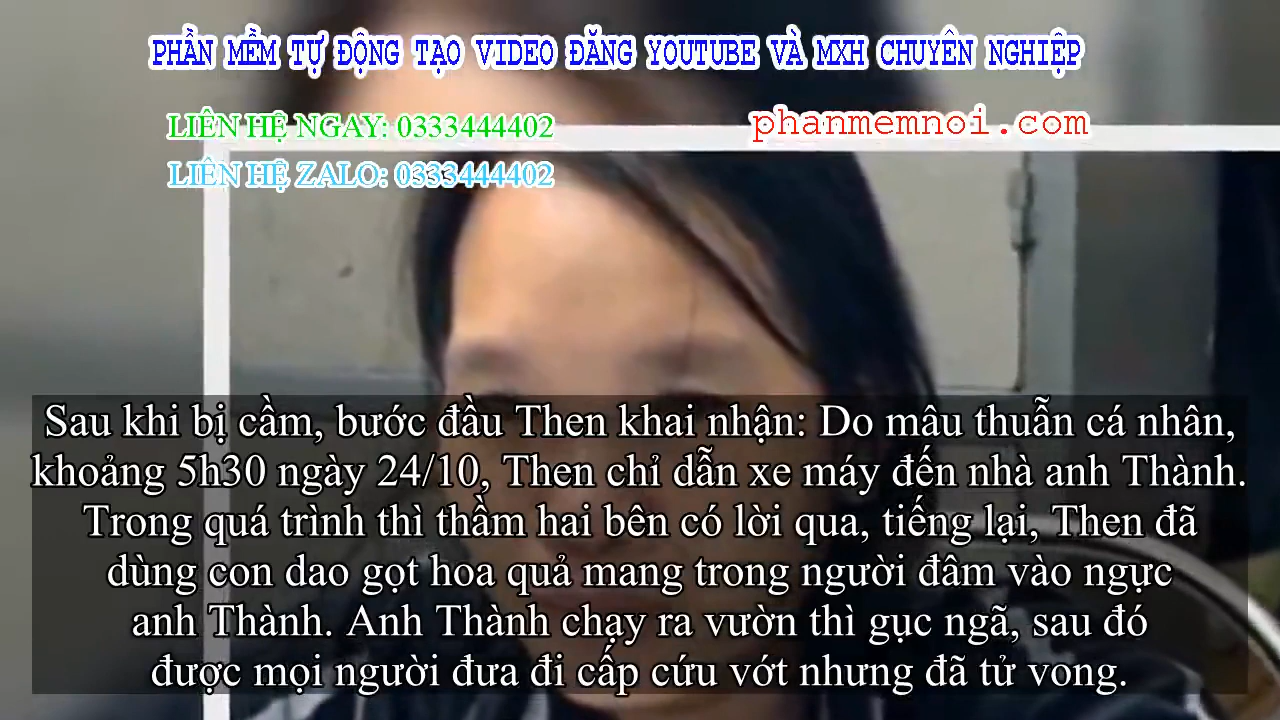 PHẦN MỀM TỰ ĐỘNG TẠO VIDEO ĐĂNG YOUTUBE VÀ MXH CHUYÊN NGHIỆP
LIÊN HỆ NGAY: 0333444402
phanmemnoi.com
LIÊN HỆ ZALO: 0333444402
Sau khi bị cầm, bước đầu Then khai nhận: Do mâu thuẫn cá nhân,
khoảng 5h30 ngày 24/10, Then chỉ dẫn xe máy đến nhà anh Thành.
Trong quá trình thì thầm hai bên có lời qua, tiếng lại, Then đã
dùng con dao gọt hoa quả mang trong người đâm vào ngực
anh Thành. Anh Thành chạy ra vườn thì gục ngã, sau đó
được mọi người đưa đi cấp cứu vớt nhưng đã tử vong.